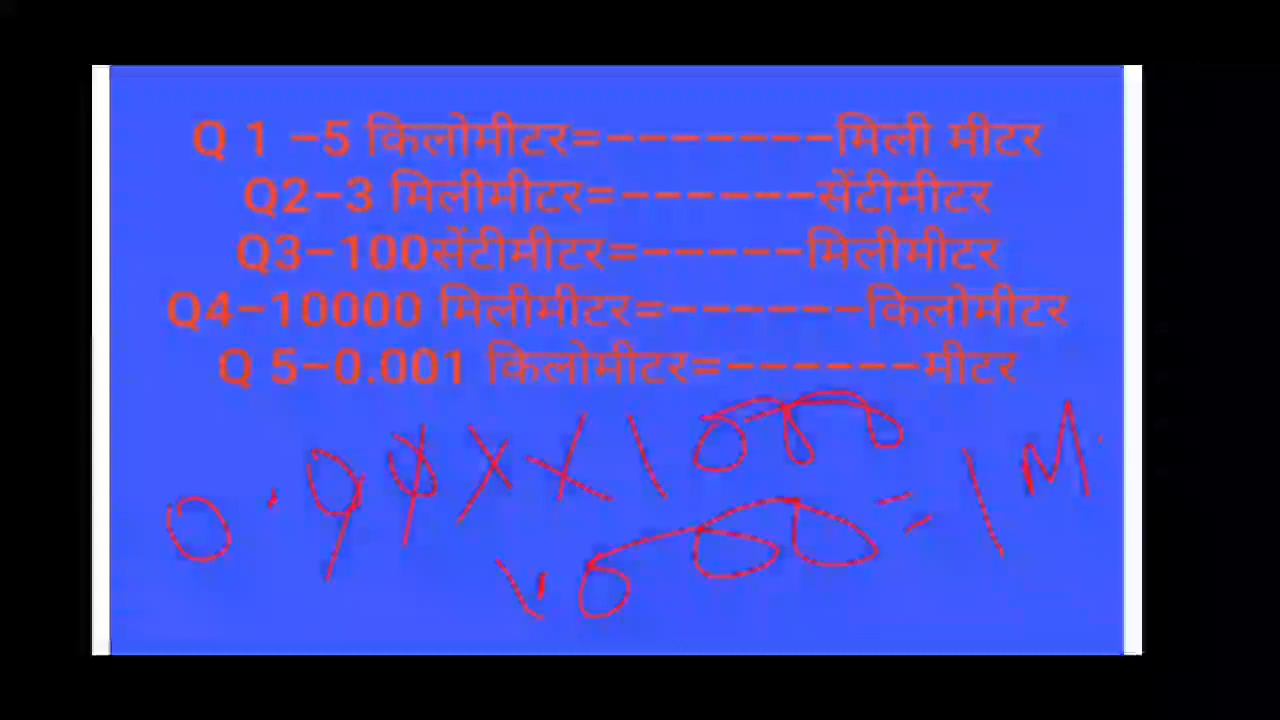 Q 1 –5 किलोमीटर=-------मिली मीटर
Q2–3 मिलीमीटर=------सेंटीमीटर
Q3–100सेंटीमीटर=-----मिलीमीटर
Q4–10000 मिलीमीटर=------किलोमीटर
Q 5–0.001 किलोमीटर=------मीटर
= 1 M